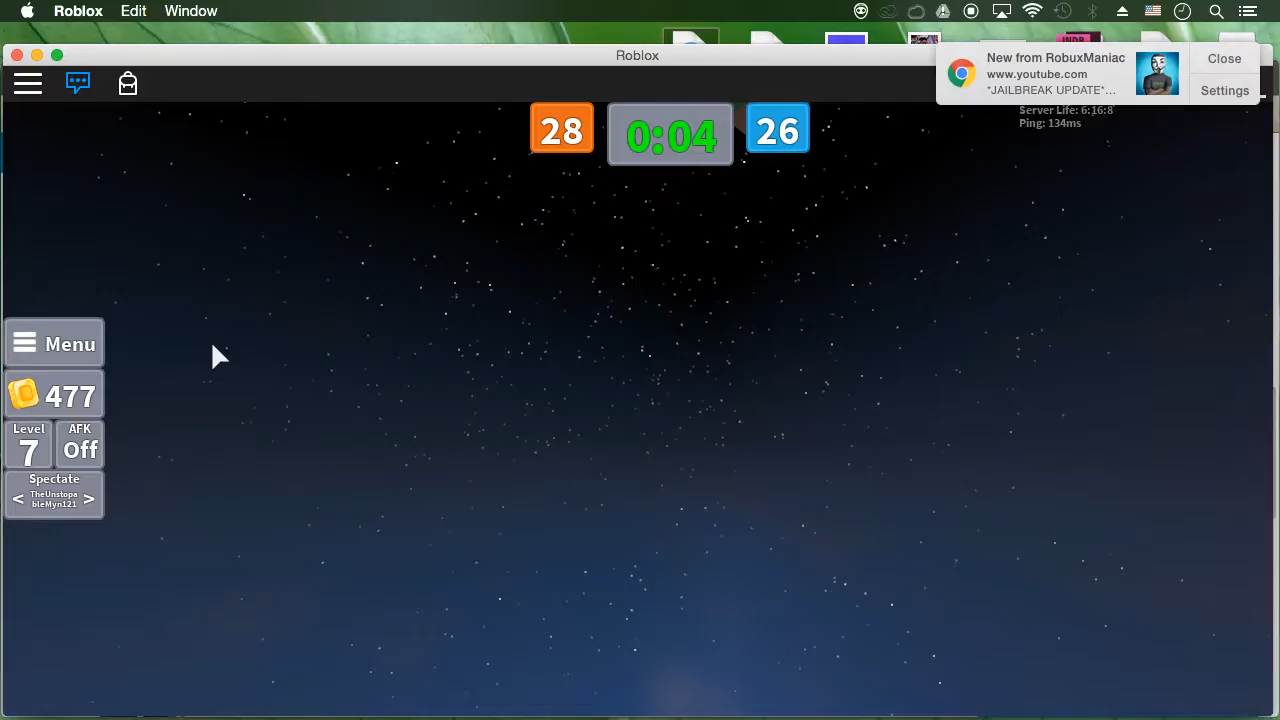 Roblox Edit Window
Roblox
New from RobuxManiac
www.youtube.com
*JAILBREAK UPDATE*...
Close
Settings
Server Life: 6:16:8
Ping: 134ms
28 0:04 26
Menu
477
Level AFK
7 Off
Spectate
< TheUnstopa
bleMyn121 >